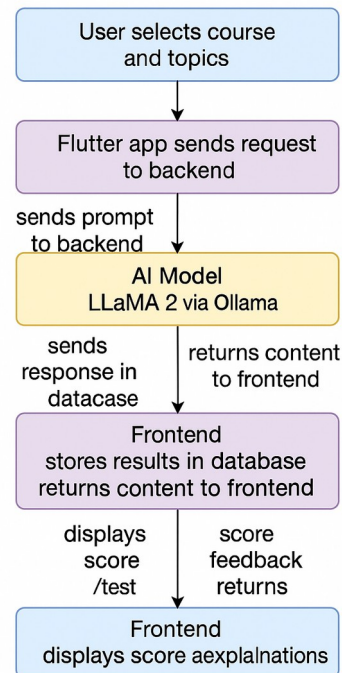 User selects course
and topics
Flutter app sends request
to backend
sends prompt
to backend
AI Model
LLaMA 2 via Ollama
sends
response in
datacase
returns content
to frontend
Frontend
stores results in database
returns content to frontend
displays
score
/test
score
feedback
returns
Frontend
displays score aexplalnations